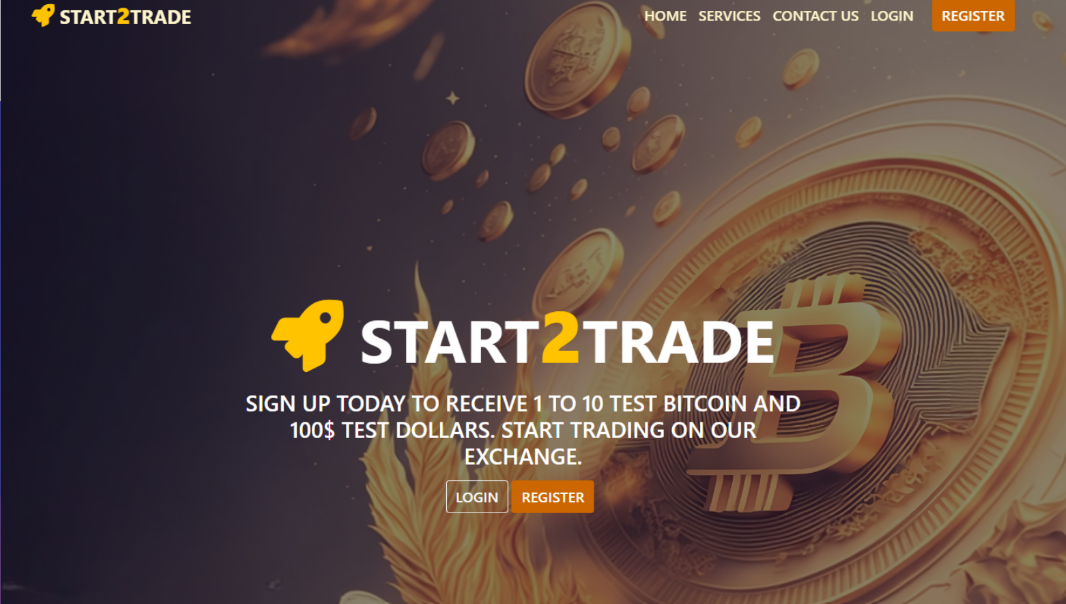 START2TRADE
HOME SERVICES CONTACT US LOGIN REGISTER
START2TRADE
SIGN UP TODAY TO RECEIVE 1 TO 10 TEST BITCOIN AND
100$ TEST DOLLARS. START TRADING ON OUR
EXCHANGE.
LOGIN REGISTER